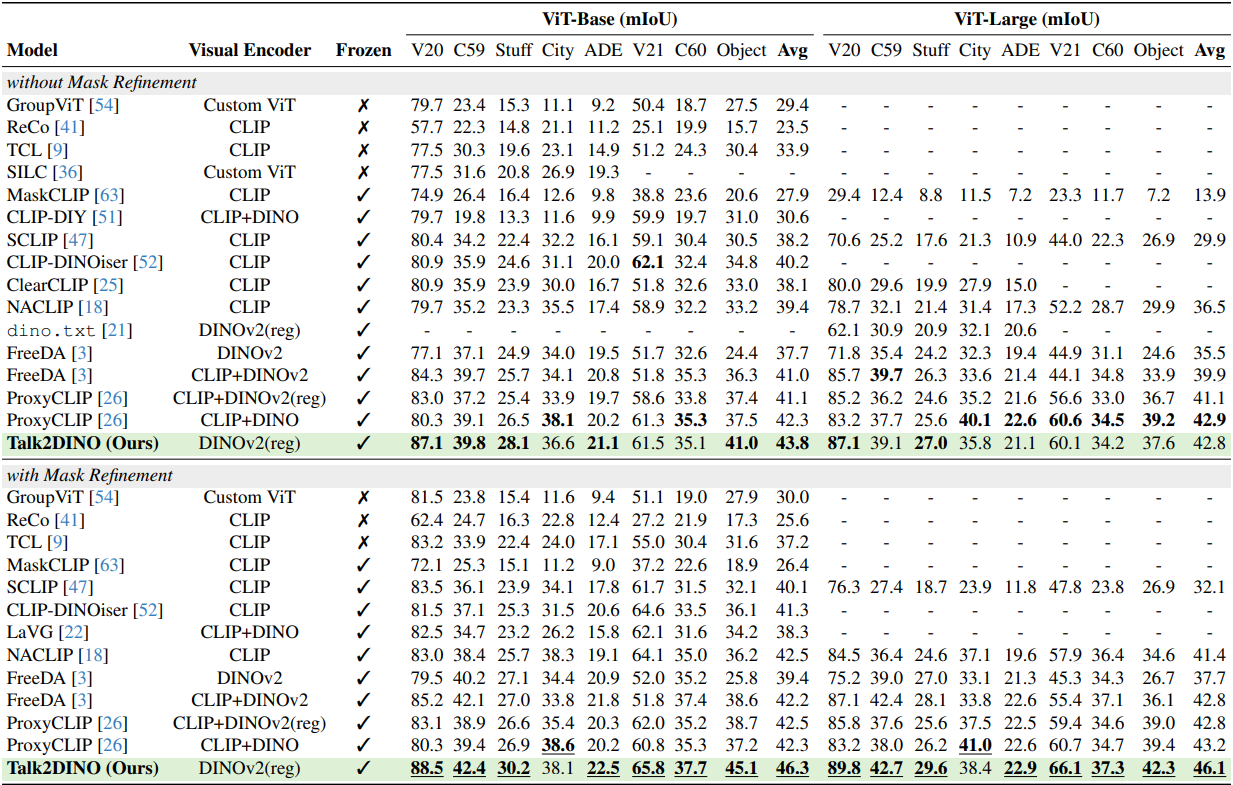 ViT-Base (mIoU) ViT-Large (mIoU)
Model Visual Encoder Frozen V20 C59 Stuff City ADE V21 C60 Object Avg V20 C59 Stuff City ADE V21 C60 Object Avg
without Mask Refinement
GroupViT [54] Custom ViT ✗ 79.7 23.4 15.3 11.1 9.2 50.4 18.7 27.5 29.4 - - - - - - - - -
ReCo [41] CLIP ✗ 57.7 22.3 14.8 21.1 11.2 25.1 19.9 15.7 23.5 - - - - - - - - -
TCL [9] CLIP ✗ 77.5 30.3 19.6 23.1 14.9 51.2 24.3 30.4 33.9 - - - - - - - - -
SILC [36] Custom ViT ✗ 77.5 31.6 20.8 26.9 19.3 - - - - - - - - - - - - -
MaskCLIP [63] CLIP ✓ 74.9 26.4 16.4 12.6 9.8 38.8 23.6 20.6 27.9 29.4 12.4 8.8 11.5 7.2 23.3 11.7 7.2 13.9
CLIP-DIY [51] CLIP+DINO ✓ 79.7 19.8 13.3 11.6 9.9 59.9 19.7 31.0 30.6 - - - - - - - - -
SCLIP [47] CLIP ✓ 80.4 34.2 22.4 32.2 16.1 59.1 30.4 30.5 38.2 70.6 25.2 17.6 21.3 10.9 44.0 22.3 26.9 29.9
CLIP-DINOiser [52] CLIP ✓ 80.9 35.9 24.6 31.1 20.0 62.1 32.4 34.8 40.2 - - - - - - - - -
ClearCLIP [25] CLIP ✓ 80.9 35.9 23.9 30.0 16.7 51.8 32.6 33.0 38.1 80.0 29.6 19.9 27.9 15.0 - - - -
NACLIP [18] CLIP ✓ 79.7 35.2 23.3 35.5 17.4 58.9 32.2 33.2 39.4 78.7 32.1 21.4 31.4 17.3 52.2 28.7 29.9 36.5
dino.txt [21] DINOv2(reg) ✓ - - - - - - - - - 62.1 30.9 20.9 32.1 20.6 - - - -
FreeDA [3] DINOv2 ✓ 77.1 37.1 24.9 34.0 19.5 51.7 32.6 24.4 37.7 71.8 35.4 24.2 32.3 19.4 44.9 31.1 24.6 35.5
FreeDA [3] CLIP+DINOv2 ✓ 84.3 39.7 25.7 34.1 20.8 51.8 35.3 36.3 41.0 85.7 39.7 26.3 33.6 21.4 44.1 34.8 33.9 39.9
ProxyCLIP [26] CLIP+DINOv2(reg) ✓ 83.0 37.2 25.4 33.9 19.7 58.6 33.8 37.4 41.1 85.2 36.2 24.6 35.2 21.6 56.6 33.0 36.7 41.1
ProxyCLIP [26] CLIP+DINO ✓ 80.3 39.1 26.5 38.1 20.2 61.3 35.3 37.5 42.3 83.2 37.7 25.6 40.1 22.6 60.6 34.5 39.2 42.9
Talk2DINO (Ours) DINOv2(reg) ✓ 87.1 39.8 28.1 36.6 21.1 61.5 35.1 41.0 43.8 87.1 39.1 27.0 35.8 21.1 60.1 34.2 37.6 42.8
with Mask Refinement
GroupViT [54] Custom ViT ✗ 81.5 23.8 15.4 11.6 9.4 51.1 19.0 27.9 30.0 - - - - - - - - -
ReCo [41] CLIP ✗ 62.4 24.7 16.3 22.8 12.4 27.2 21.9 17.3 25.6 - - - - - - - - -
TCL [9] CLIP ✗ 83.2 33.9 22.4 24.0 17.1 55.0 30.4 31.6 37.2 - - - - - - - - -
MaskCLIP [63] CLIP ✓ 72.1 25.3 15.1 11.2 9.0 37.2 22.6 18.9 26.4 - - - - - - - - -
SCLIP [47] CLIP ✓ 83.5 36.1 23.9 34.1 17.8 61.7 31.5 32.1 40.1 76.3 27.4 18.7 23.9 11.8 47.8 23.8 26.9 32.1
CLIP-DINOiser [52] CLIP ✓ 81.5 37.1 25.3 31.5 20.6 64.6 33.5 36.1 41.3 - - - - - - - - -
LaVG [22] CLIP+DINO ✓ 82.5 34.7 23.2 26.2 15.8 62.1 31.6 34.2 38.3 - - - - - - - - -
NACLIP [18] CLIP ✓ 83.0 38.4 25.7 38.3 19.1 64.1 35.0 36.2 42.5 84.5 36.4 24.6 37.1 19.6 57.9 36.4 34.6 41.4
FreeDA [3] DINOv2 ✓ 79.5 40.2 27.1 34.4 20.9 52.0 35.2 25.8 39.4 75.2 39.0 27.0 33.1 21.3 45.3 34.3 26.7 37.7
FreeDA [3] CLIP+DINOv2 ✓ 85.2 42.1 27.0 33.8 21.8 51.8 37.4 38.6 42.2 87.1 42.4 28.1 33.8 22.6 55.4 37.1 36.1 42.8
ProxyCLIP [26] CLIP+DINOv2(reg) ✓ 83.1 38.9 26.6 35.4 20.3 62.0 35.2 38.7 42.5 85.8 37.6 25.6 37.5 22.5 59.4 34.6 39.0 42.8
ProxyCLIP [26] CLIP+DINO ✓ 80.3 39.4 26.9 38.6 20.2 60.8 35.3 37.2 42.3 83.2 38.0 26.2 41.0 22.6 60.7 34.7 39.4 43.2
Talk2DINO (Ours) DINOv2(reg) ✓ 88.5 42.4 30.2 38.1 22.5 65.8 37.7 45.1 46.3 89.8 42.7 29.6 38.4 22.9 66.1 37.3 42.3 46.1